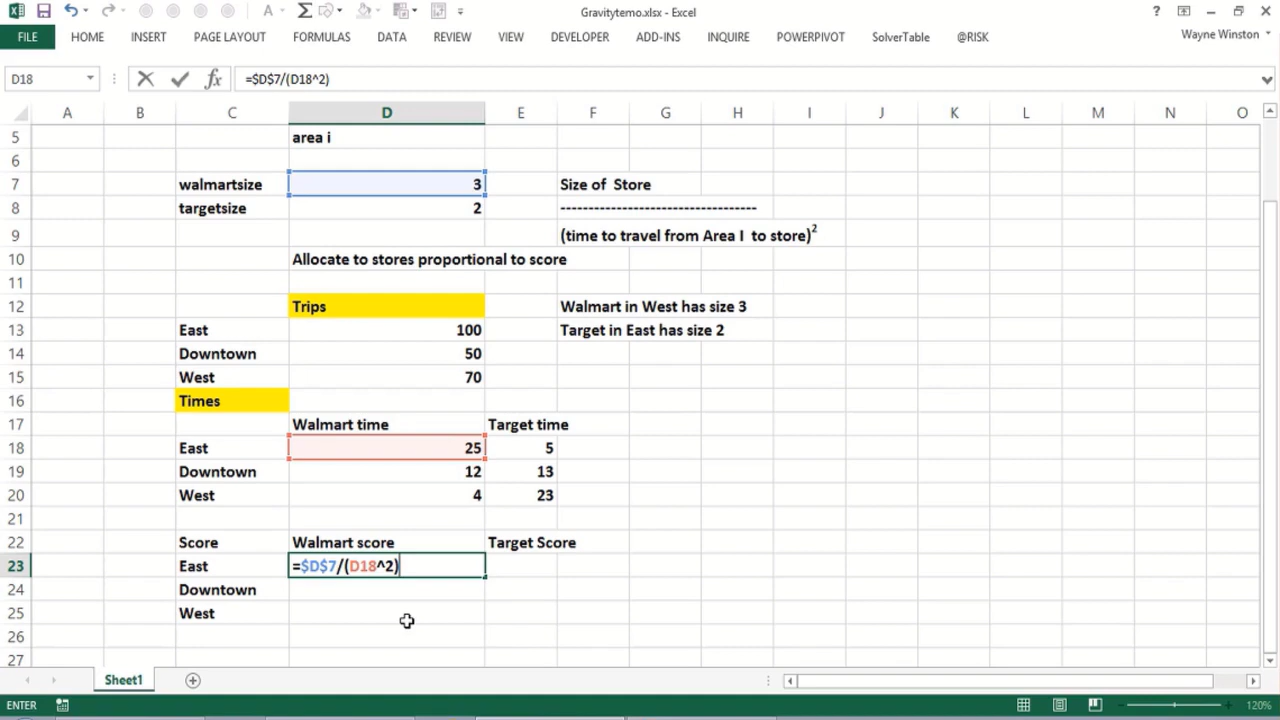 Gravitytemo.xlsx - Excel
?
FILE HOME INSERT PAGE LAYOUT FORMULAS DATA REVIEW VIEW DEVELOPER ADD-INS INQUIRE POWERPIVOT SolverTable @RISK Wayne Winston
D18 fx =$D$7/(D18^2)
A B C D E F G H I J K L M N O
5 area i
6
7 walmartsize 3 Size of Store
8 targetsize 2 -----------------------------------
9 (time to travel from Area I to store)2
10 Allocate to stores proportional to score
11
12 Trips Walmart in West has size 3
13 East 100 Target in East has size 2
14 Downtown 50
15 West 70
16 Times
17 Walmart time Target time
18 East 25 5
19 Downtown 12 13
20 West 4 23
21
22 Score Walmart score Target Score
23 East =$D$7/(D18^2)
24 Downtown
25 West
26
27
Sheet1
ENTER 120%